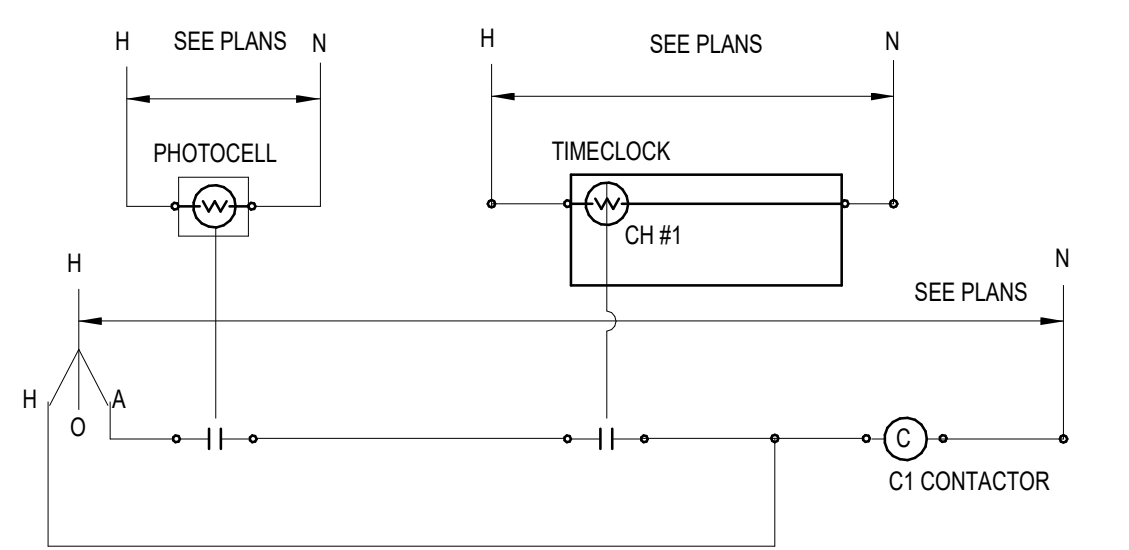 H SEE PLANS N
H SEE PLANS N
PHOTOCELL
TIMECLOCK
CH #1
H
N
SEE PLANS
H
O
A
C
C1 CONTACTOR